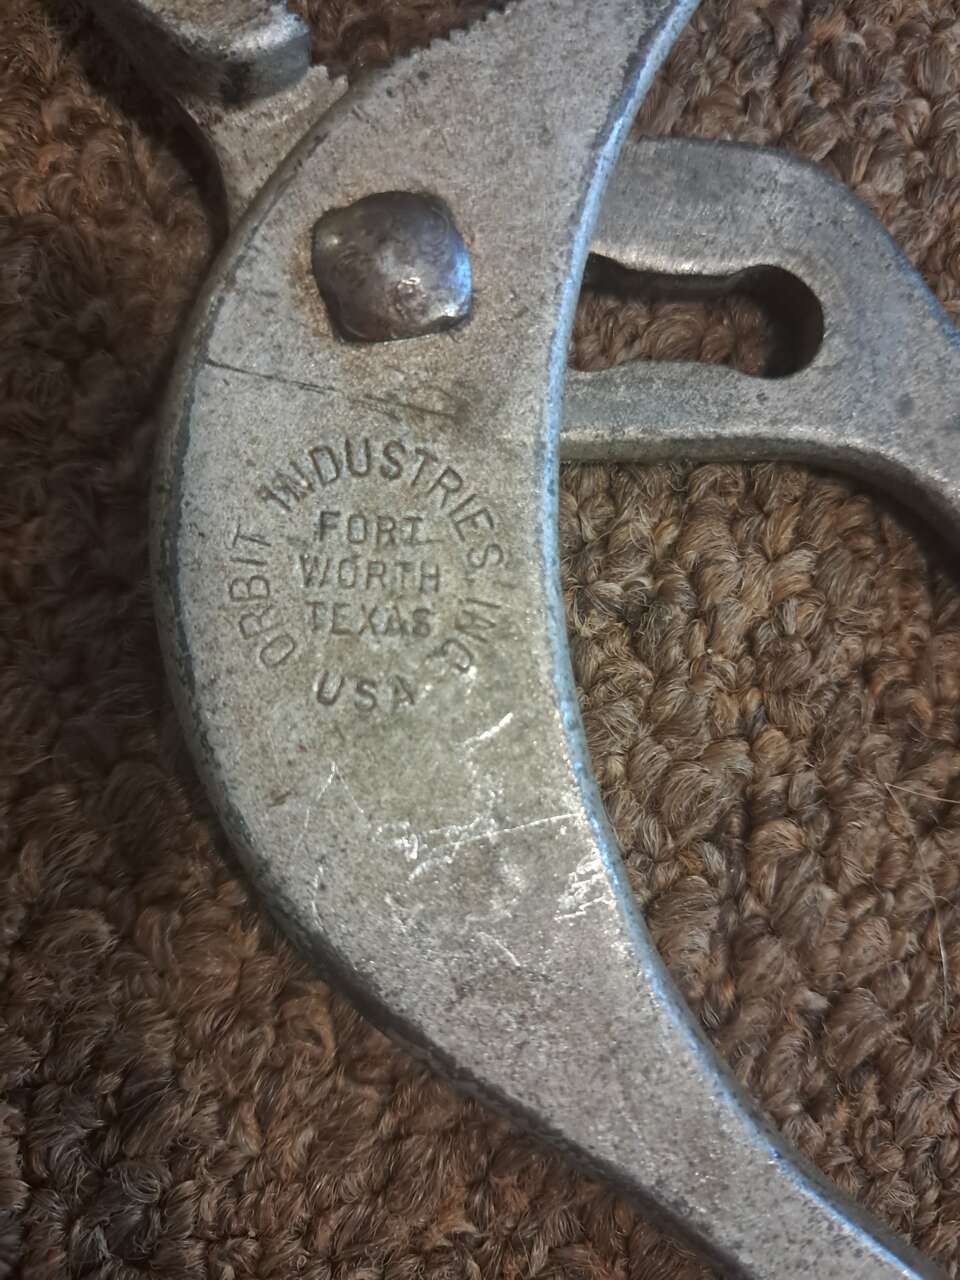 ORBIT INDUSTRIES, INC
FORT
WORTH
TEXAS
USA